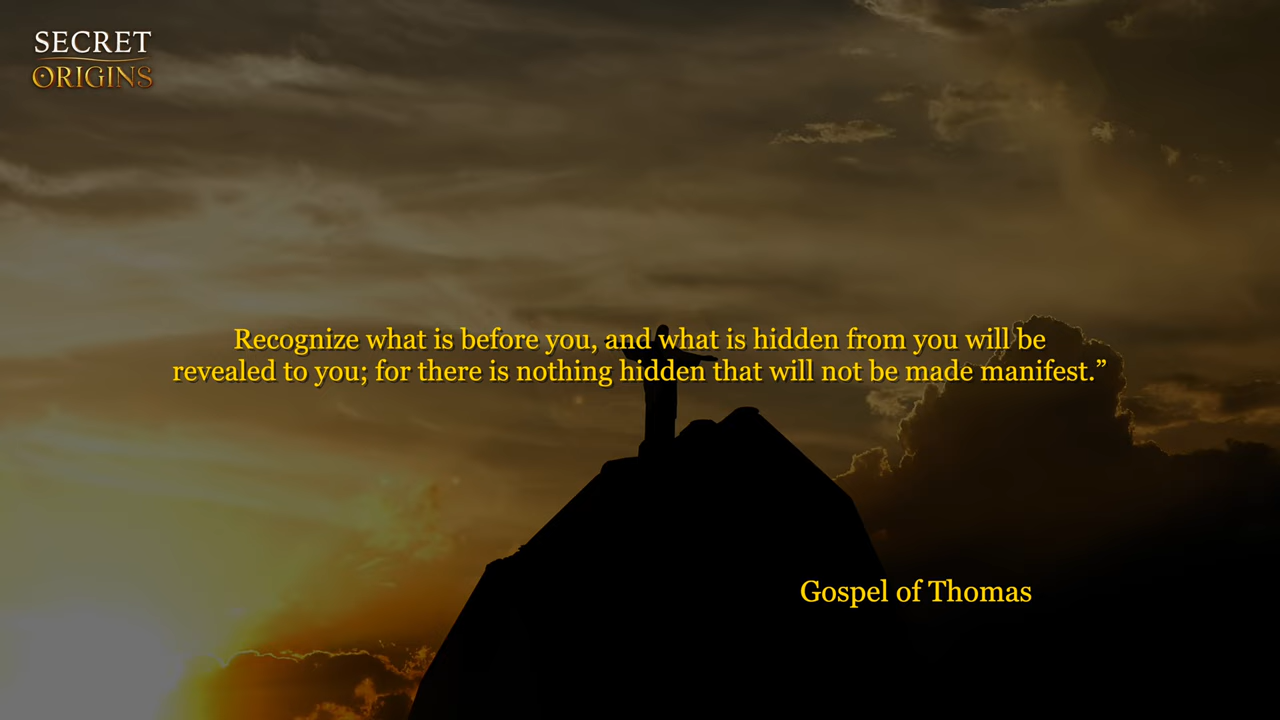 SECRET
ORIGINS
Recognize what is before you, and what is hidden from you will be
revealed to you; for there is nothing hidden that will not be made manifest.”
Gospel of Thomas